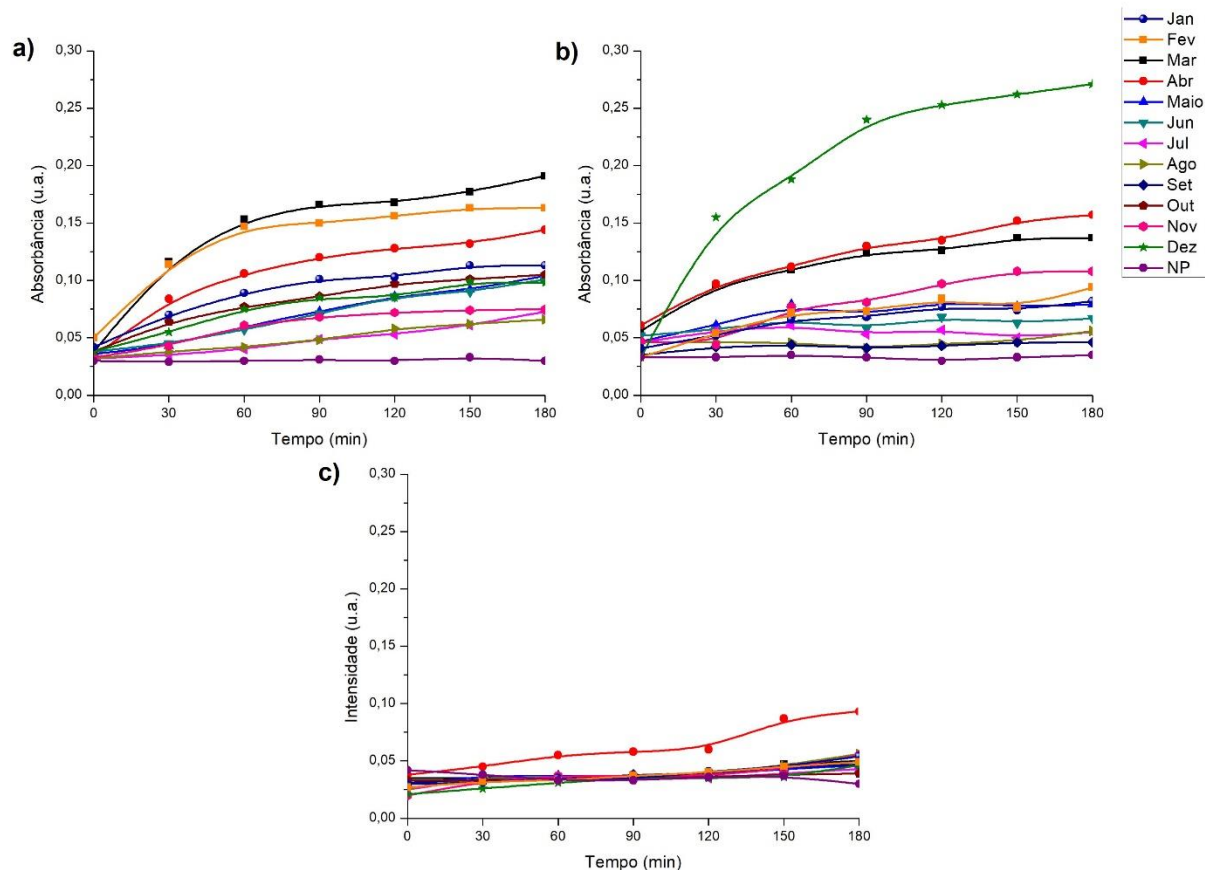 a)
0,30
0,25
0,20
0,15
0,10
0,05
0,00
Absorbância (u.a.)
0 30 60 90 120 150 180
Tempo (min)
b)
0,30
0,25
0,20
0,15
0,10
0,05
0,00
Absorbância (u.a.)
0 30 60 90 120 150 180
Tempo (min)
Jan
Fev
Mar
Abr
Maio
Jun
Jul
Ago
Set
Out
Nov
Dez
NP
c)
0,30
0,25
0,20
0,15
0,10
0,05
0,00
Intensidade (u.a.)
0 30 60 90 120 150 180
Tempo (min)